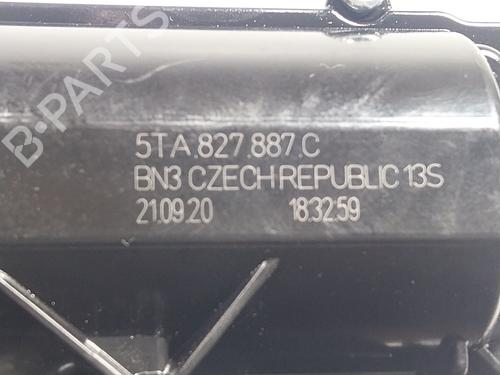 B-PARTS
5TA.827.887.C
BN3 CZECH REPUBLIC 13S
21.09.20 18:32:59